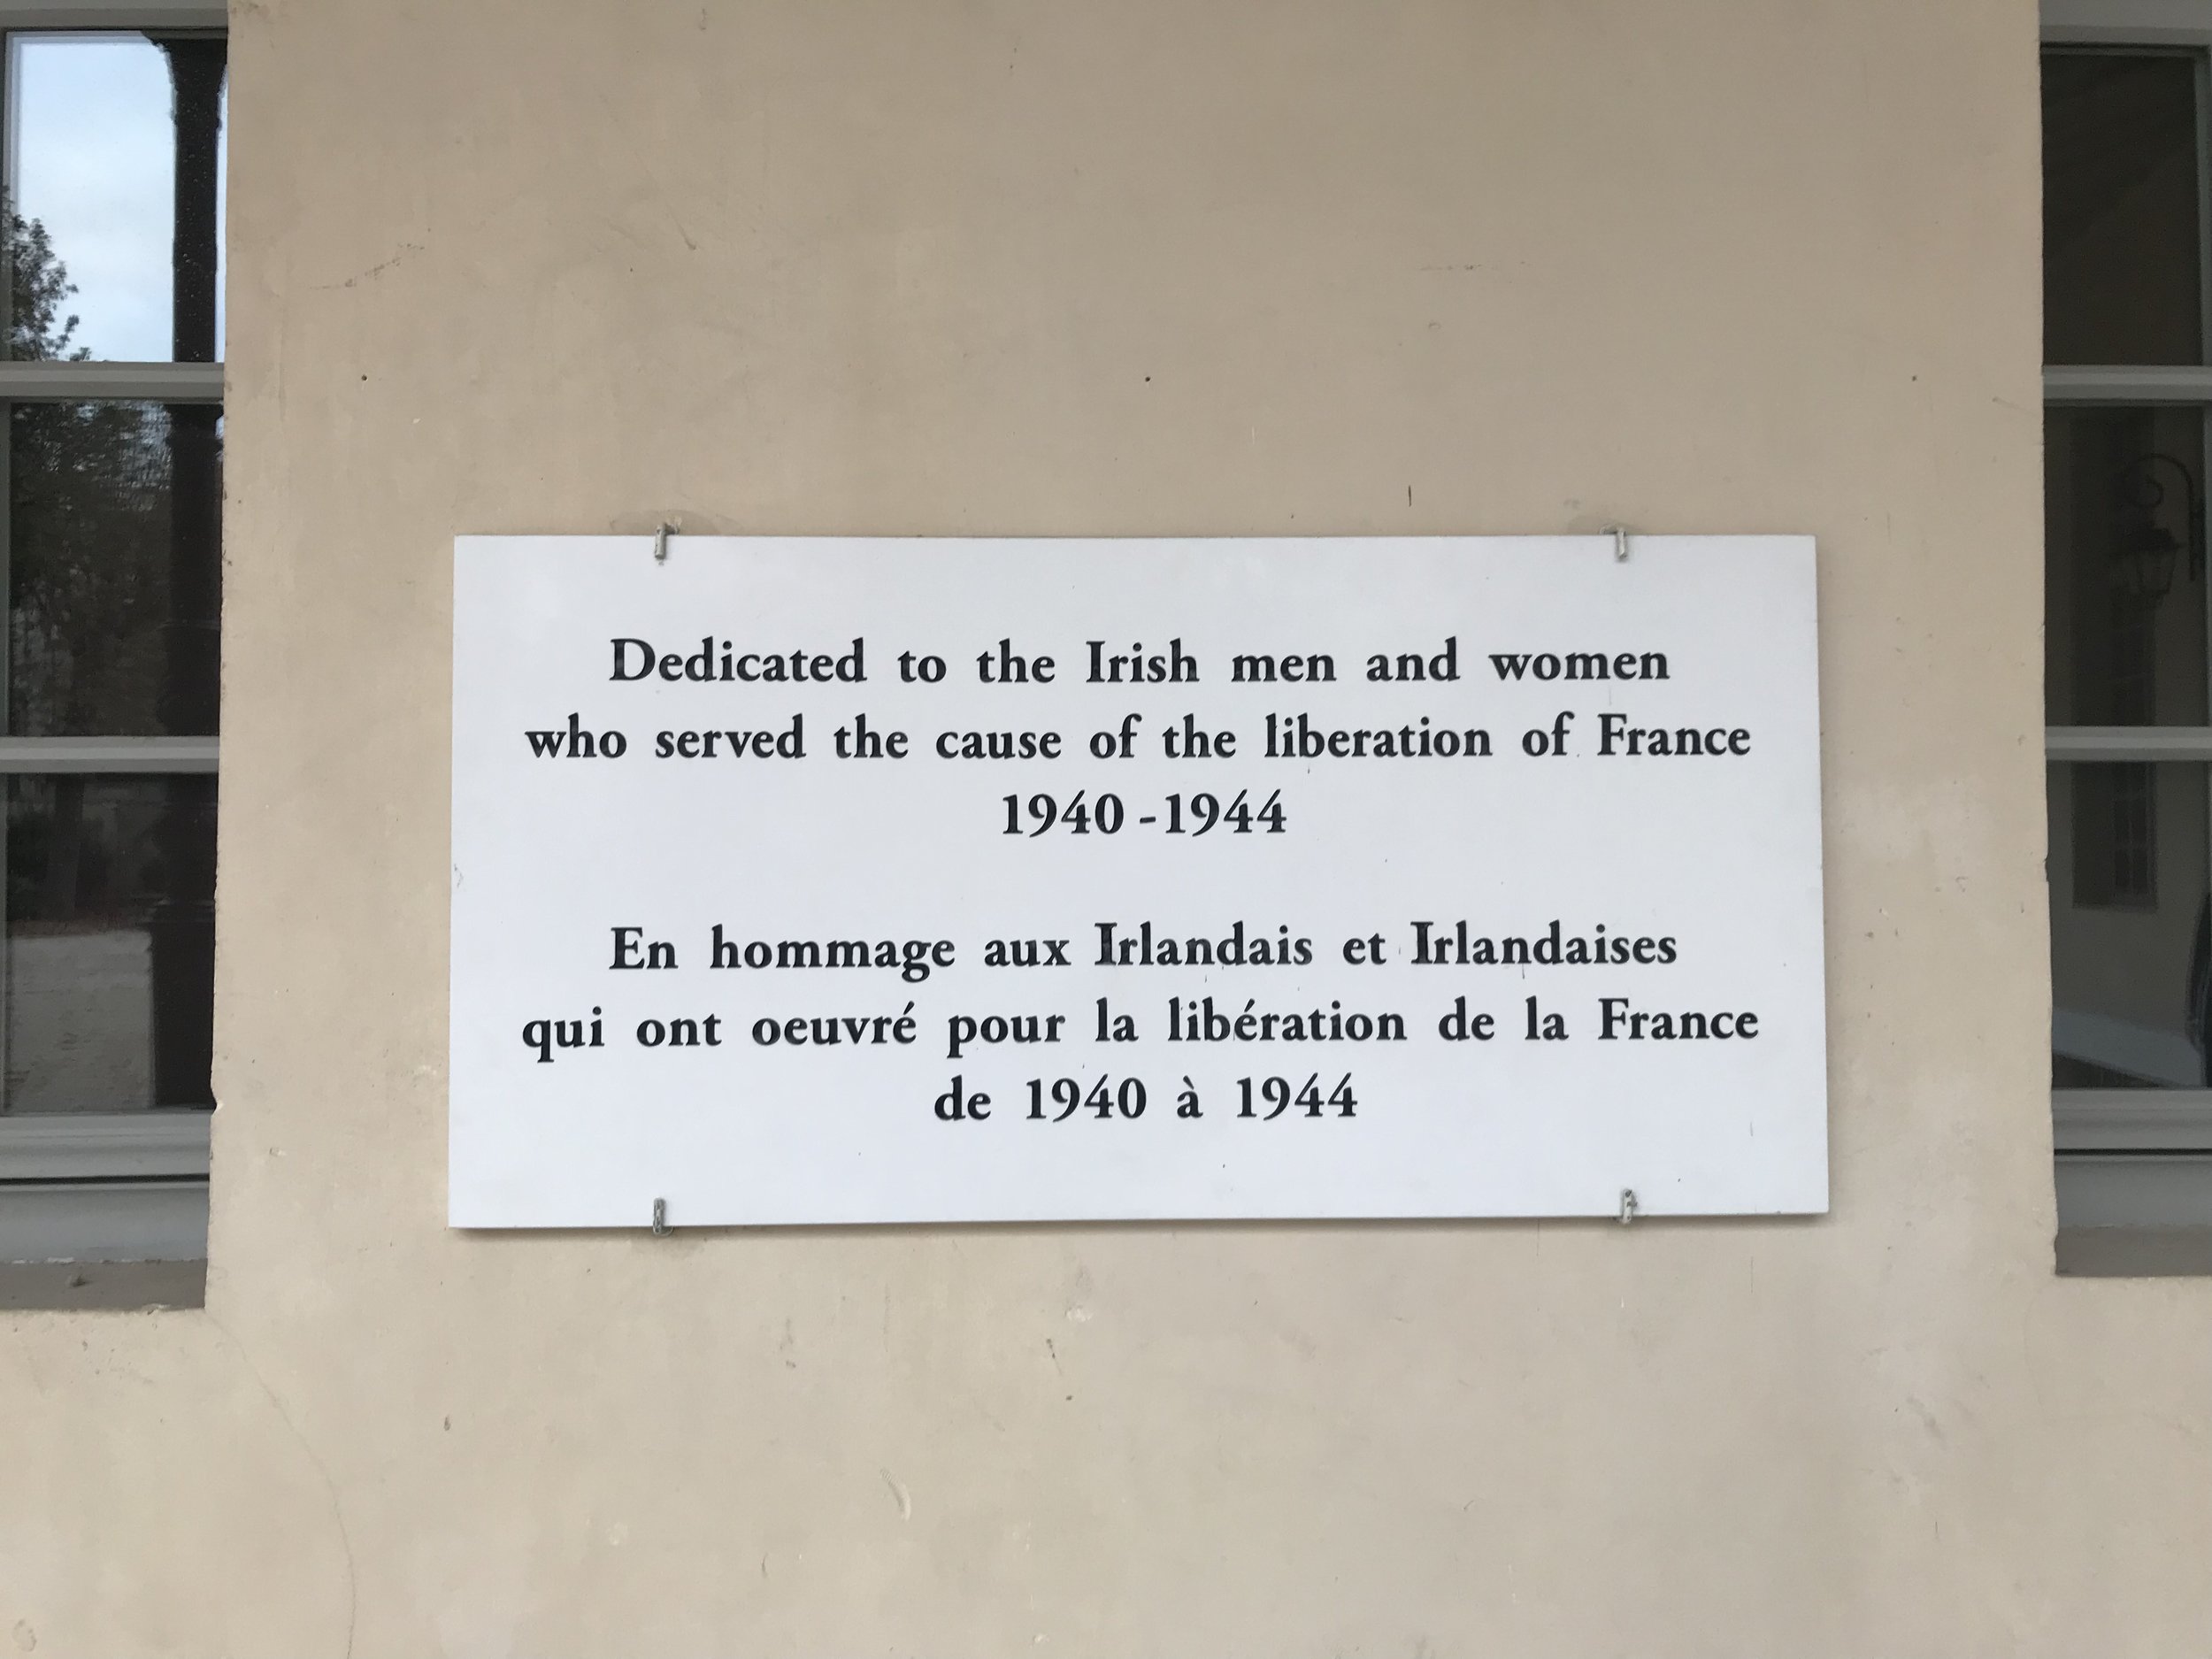 Dedicated to the Irish men and women
who served the cause of the liberation of France
1940 - 1944
En hommage aux Irlandais et Irlandaises
qui ont oeuvré pour la libération de la France
de 1940 à 1944